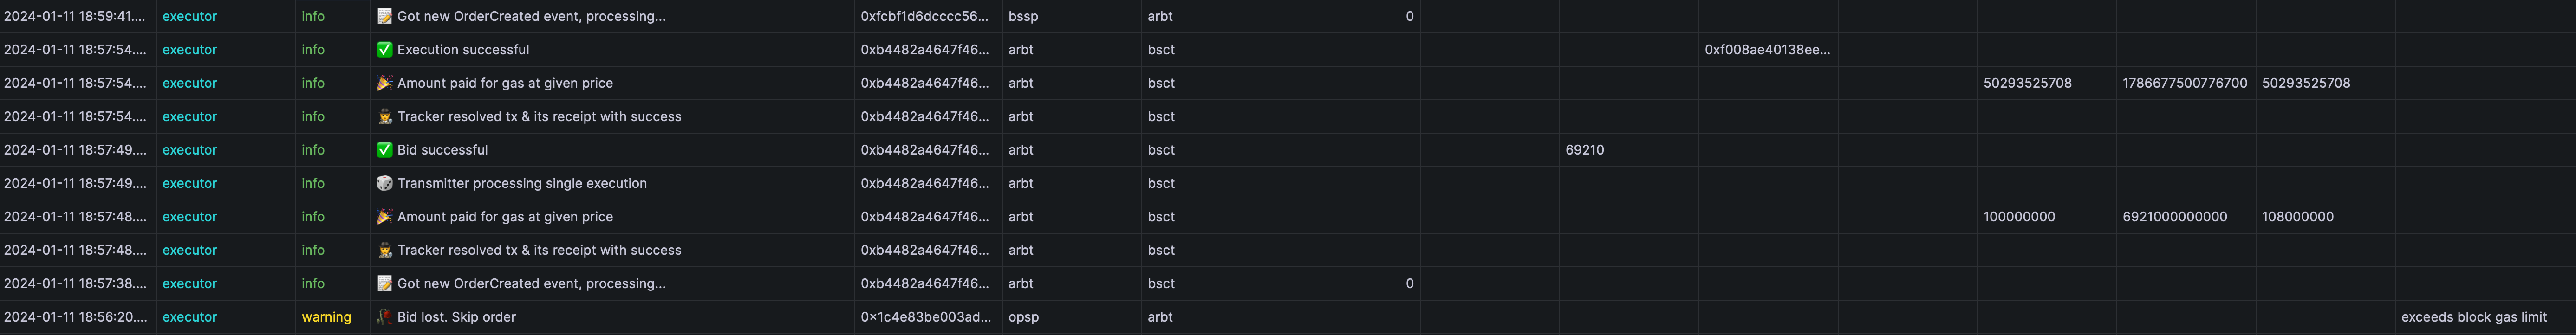 2024-01-11 18:59:41.... executor info 📝 Got new OrderCreated event, processing... 0xfcbf1d6dcccc56... bssp arbt 0
2024-01-11 18:57:54.... executor info ✅ Execution successful 0xb4482a4647f46... arbt bsct 0xf008ae40138ee...
2024-01-11 18:57:54.... executor info 🎉 Amount paid for gas at given price 0xb4482a4647f46... arbt bsct 50293525708 1786677500776700 50293525708
2024-01-11 18:57:54.... executor info 🕵️ Tracker resolved tx & its receipt with success 0xb4482a4647f46... arbt bsct
2024-01-11 18:57:49.... executor info ✅ Bid successful 0xb4482a4647f46... arbt bsct 69210
2024-01-11 18:57:49.... executor info 🎲 Transmitter processing single execution 0xb4482a4647f46... arbt bsct
2024-01-11 18:57:48.... executor info 🎉 Amount paid for gas at given price 0xb4482a4647f46... arbt bsct 100000000 6921000000000 108000000
2024-01-11 18:57:48.... executor info 🕵️ Tracker resolved tx & its receipt with success 0xb4482a4647f46... arbt bsct
2024-01-11 18:57:38.... executor info 📝 Got new OrderCreated event, processing... 0xb4482a4647f46... arbt bsct 0
2024-01-11 18:56:20.... executor warning 🥀 Bid lost. Skip order 0x1c4e83be003ad... opsp arbt exceeds block gas limit